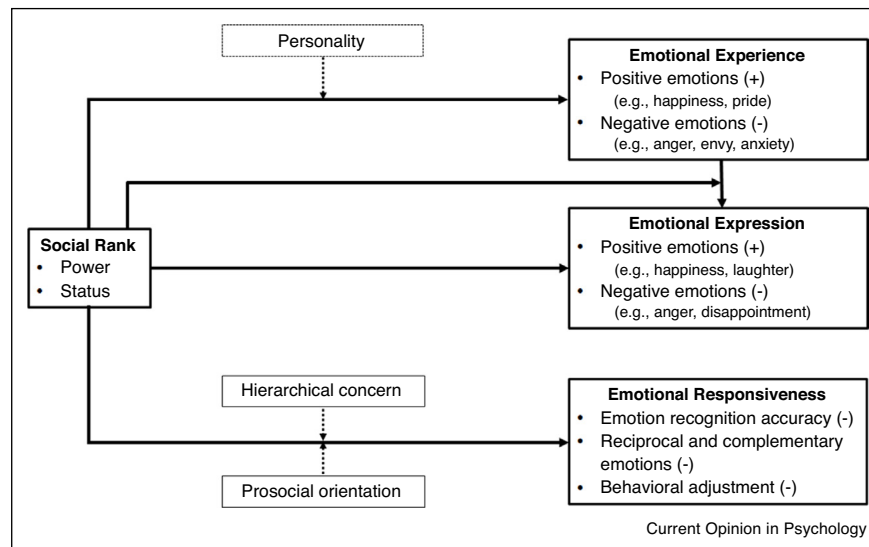 Personality
Emotional Experience
• Positive emotions (+)
(e.g., happiness, pride)
• Negative emotions (-)
(e.g., anger, envy, anxiety)
Social Rank
• Power
• Status
Emotional Expression
• Positive emotions (+)
(e.g., happiness, laughter)
• Negative emotions (-)
(e.g., anger, disappointment)
Hierarchical concern
Prosocial orientation
Emotional Responsiveness
• Emotion recognition accuracy (-)
• Reciprocal and complementary
emotions (-)
• Behavioral adjustment (-)
Current Opinion in Psychology